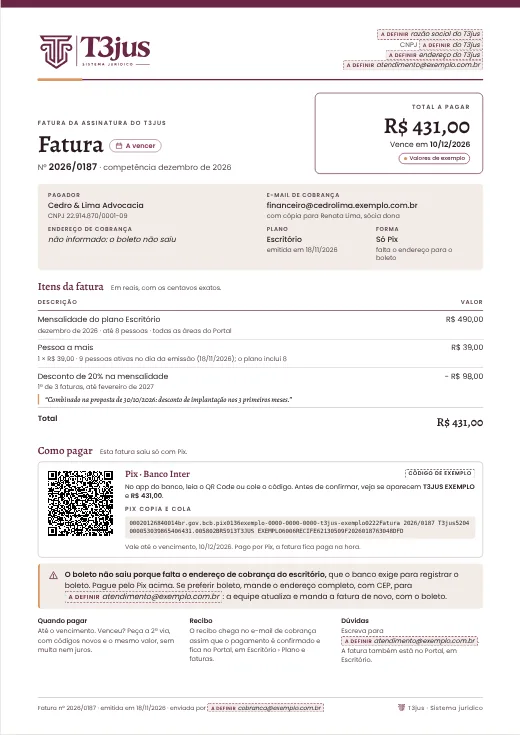 T3jus
SISTEMA JURÍDICO
A DEFINIR razão social do T3jus
CNPJ A DEFINIR do T3jus
A DEFINIR endereço do T3jus
A DEFINIR atendimento@exemplo.com.br
FATURA DA ASSINATURA DO T3JUS
Fatura A vencer
Nº 2026/0187 · competência dezembro de 2026
TOTAL A PAGAR
R$ 431,00
Vence em 10/12/2026
Valores de exemplo
PAGADOR
Cedro & Lima Advocacia
CNPJ 22.914.870/0001-09
E-MAIL DE COBRANÇA
financeiro@cedrolima.exemplo.com.br
com cópia para Renata Lima, sócia dona
ENDEREÇO DE COBRANÇA
não informado: o boleto não saiu
PLANO
Escritório
emitida em 18/11/2026
FORMA
Só Pix
falta o endereço para o
boleto
Itens da fatura Em reais, com os centavos exatos.
DESCRIÇÃO VALOR
Mensalidade do plano Escritório R$ 490,00
dezembro de 2026 · até 8 pessoas · todas as áreas do Portal
Pessoa a mais R$ 39,00
1 × R$ 39,00 · 9 pessoas ativas no dia da emissão (18/11/2026); o plano inclui 8
Desconto de 20% na mensalidade − R$ 98,00
1ª de 3 faturas, até fevereiro de 2027
"Combinado na proposta de 30/10/2026: desconto de implantação nos 3 primeiros meses."
Total R$ 431,00
Como pagar Esta fatura saiu só com Pix.
Pix · Banco Inter CÓDIGO DE EXEMPLO
No app do banco, leia o QR Code ou cole o código. Antes de confirmar, veja se aparecem T3JUS EXEMPLO
e R$ 431,00.
PIX COPIA E COLA
00020126840014br.gov.bcb.pix0136exemplo-0000-0000-0000-t3jus-exemplo0222Fatura 2026/0187 T3jus5204
000053039865406431.005802BR5913T3JUS EXEMPLO6006RECIFE62130509F202601876304BDFD
Vale até o vencimento, 10/12/2026. Pago por Pix, a fatura fica paga na hora.
O boleto não saiu porque falta o endereço de cobrança do escritório, que o banco exige para registrar o
boleto. Pague pelo Pix acima. Se preferir boleto, mande o endereço completo, com CEP, para
A DEFINIR atendimento@exemplo.com.br : a equipe atualiza e manda a fatura de novo, com o boleto.
Quando pagar
Até o vencimento. Venceu? Peça a 2ª via,
com códigos novos e o mesmo valor, sem
multa nem juros.
Recibo
O recibo chega no e-mail de cobrança
assim que o pagamento é confirmado e
fica no Portal, em Escritório › Plano e
faturas.
Dúvidas
Escreva para
A DEFINIR atendimento@exemplo.com.br
A fatura também está no Portal, em
Escritório.
Fatura nº 2026/0187 · emitida em 18/11/2026 · enviada por A DEFINIR cobranca@exemplo.com.br
T3jus · Sistema jurídico